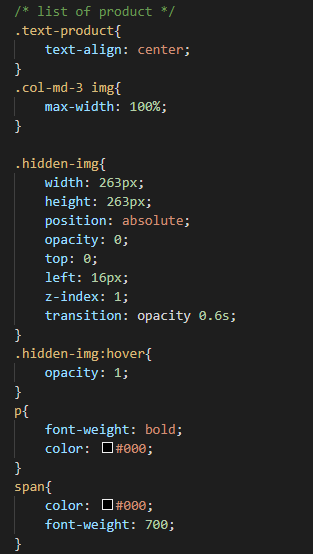 /* list of product */
.text-product{
    text-align: center;
}
.col-md-3 img{
    max-width: 100%;
}

.hidden-img{
    width: 263px;
    height: 263px;
    position: absolute;
    opacity: 0;
    top: 0;
    left: 16px;
    z-index: 1;
    transition: opacity 0.6s;
}
.hidden-img:hover{
    opacity: 1;
}
p{
    font-weight: bold;
    color: #000;
}
span{
    color: #000;
    font-weight: 700;
}